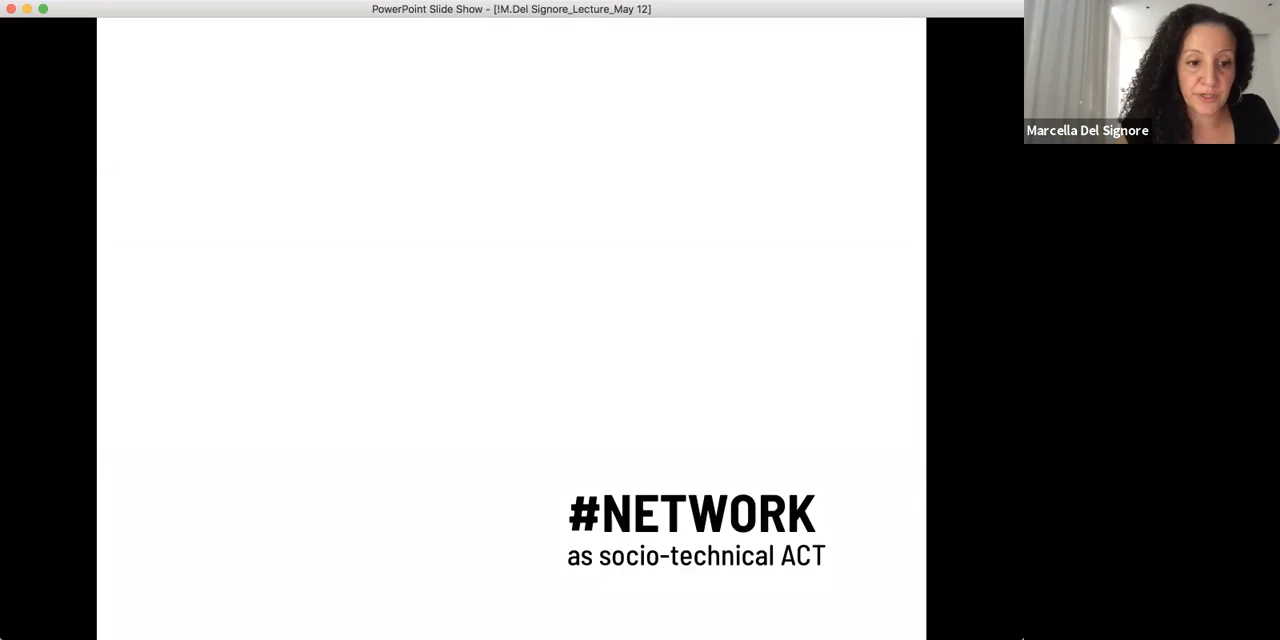 PowerPoint Slide Show - [!M.Del Signore_Lecture_May 12]
Marcella Del Signore
#NETWORK
as socio-technical ACT